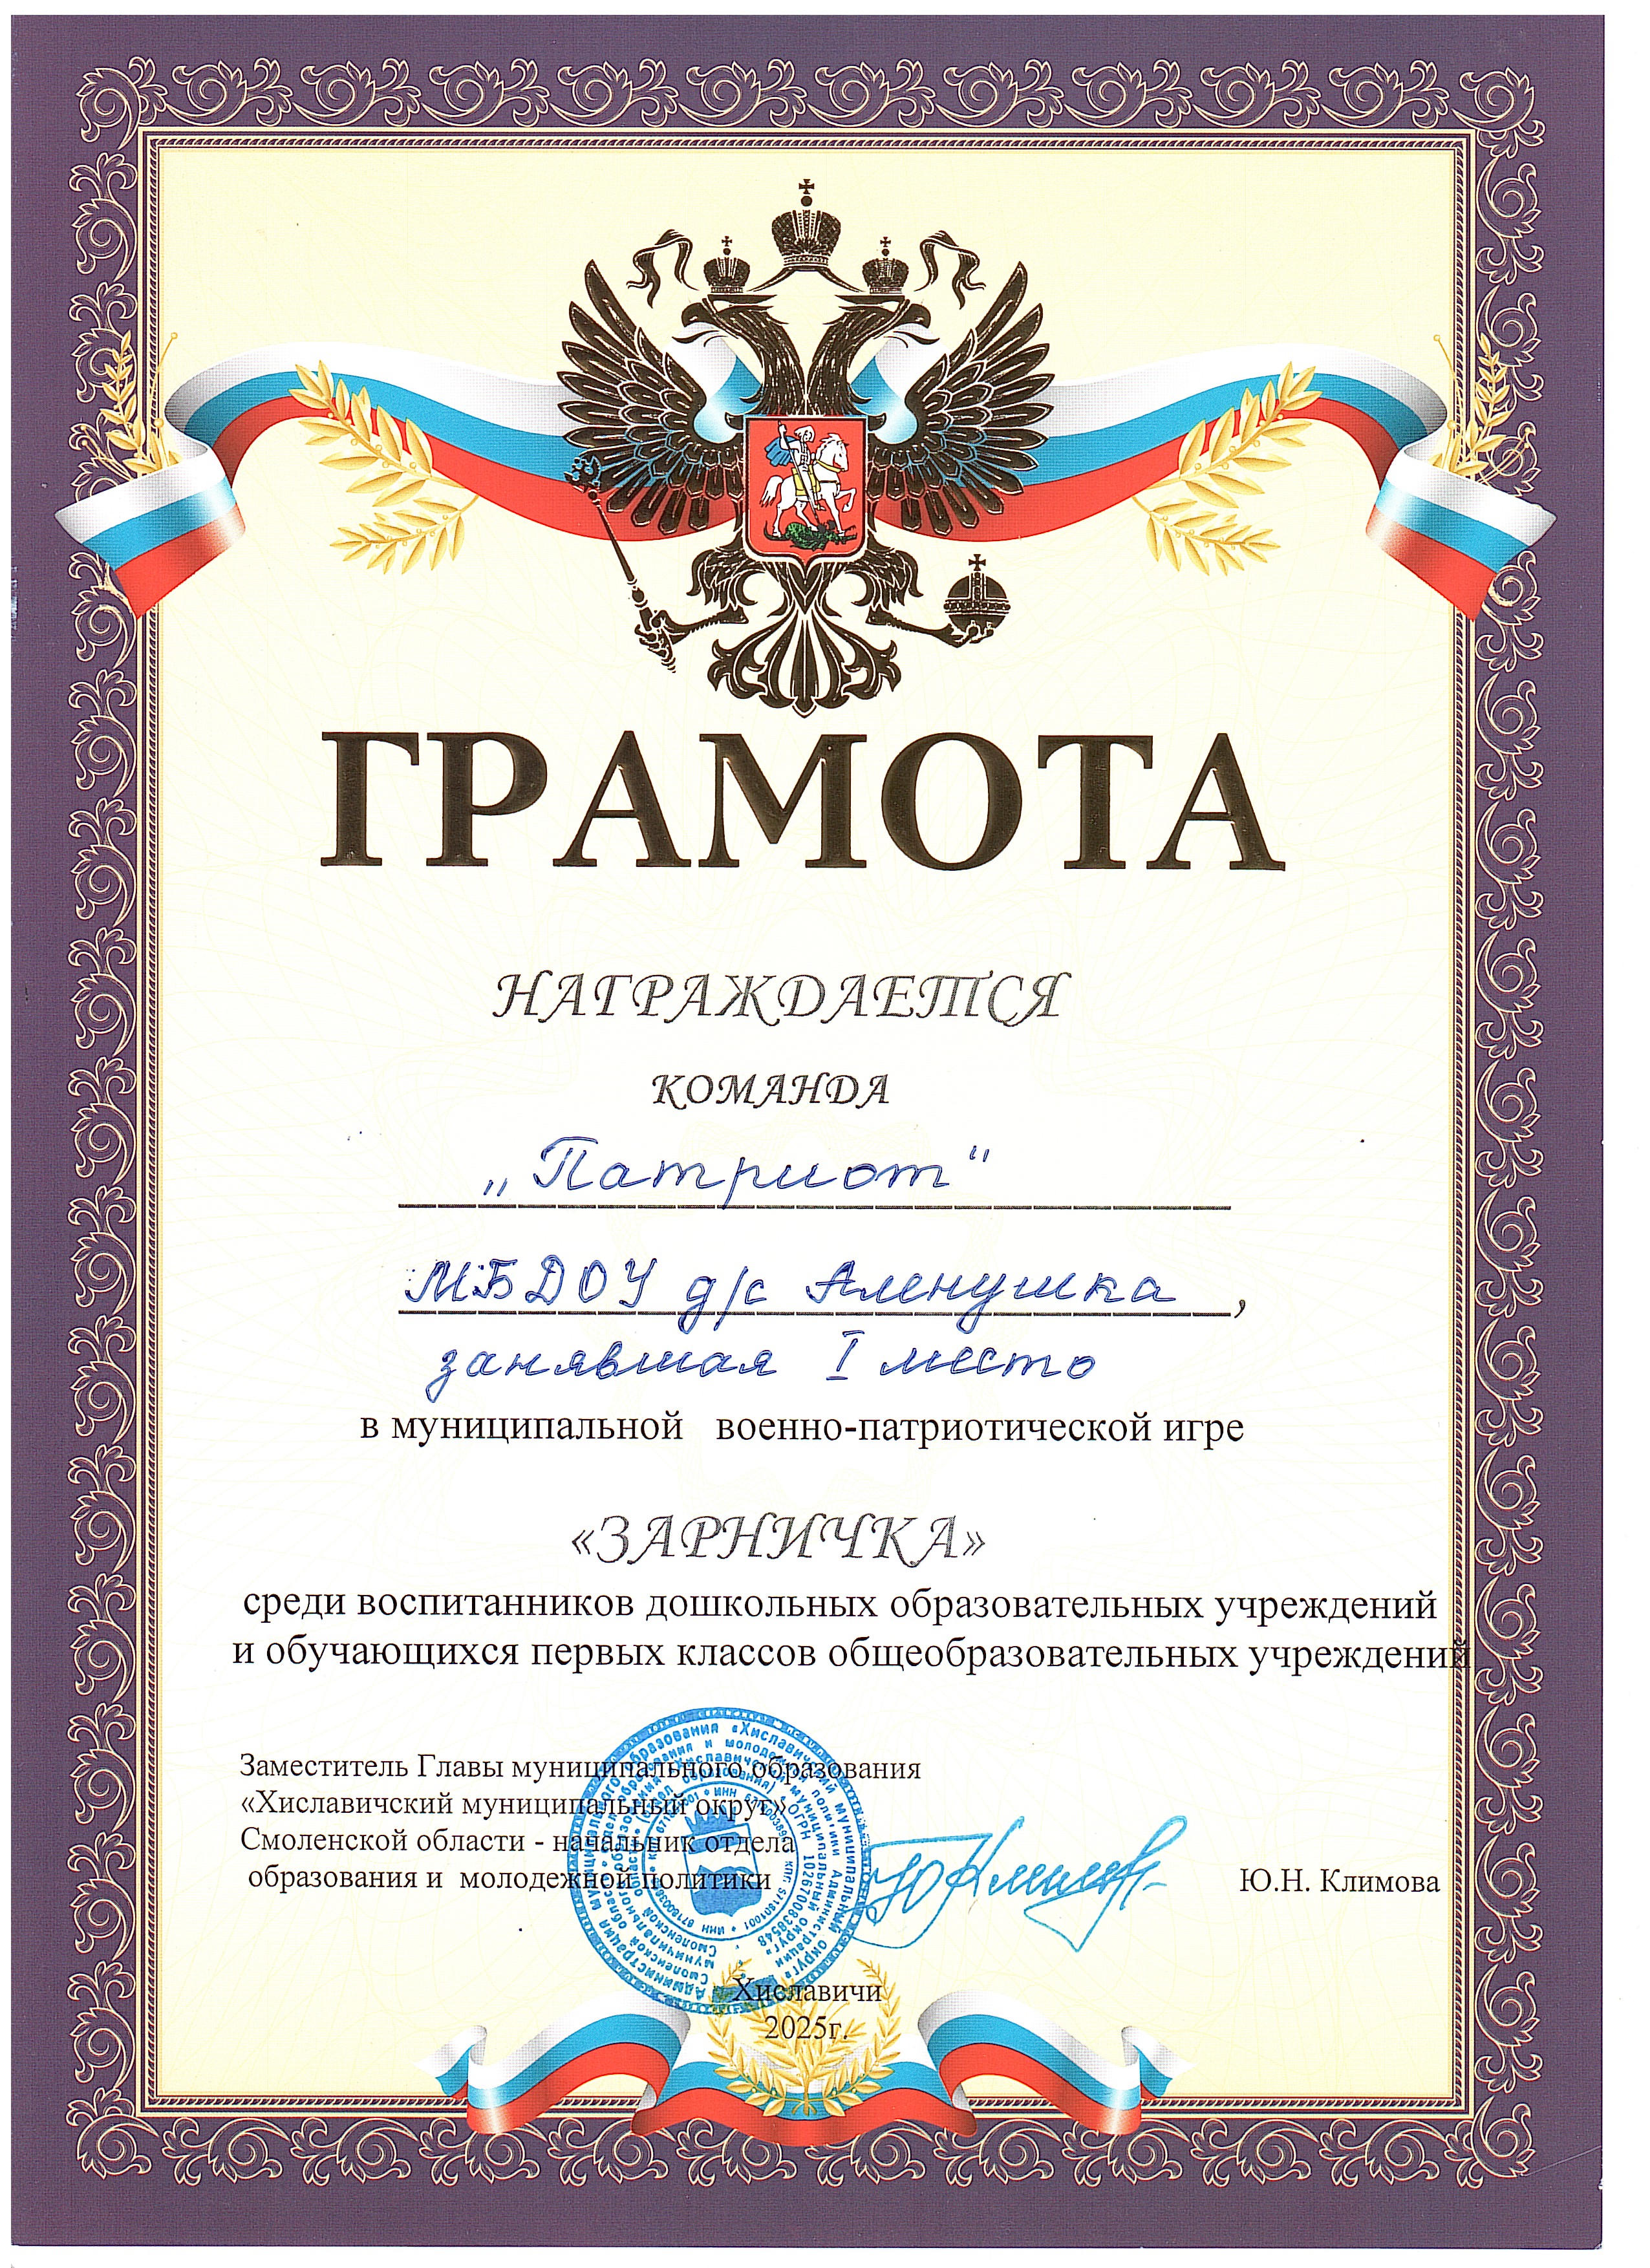 ГРАМОТА
НАГРАЖДАЕТСЯ
КОМАНДА
„Патриот“
МБДОУ д/с Аленушка,
занявшая I место
в муниципальной военно-патриотической игре
«ЗАРНИЧКА»
среди воспитанников дошкольных образовательных учреждений
и обучающихся первых классов общеобразовательных учреждений
Заместитель Главы муниципального образования
«Хиславичский муниципальный округ»
Смоленской области - начальник отдела
образования и молодежной политики
Ю.Н. Климова
Хиславичи
2025г.